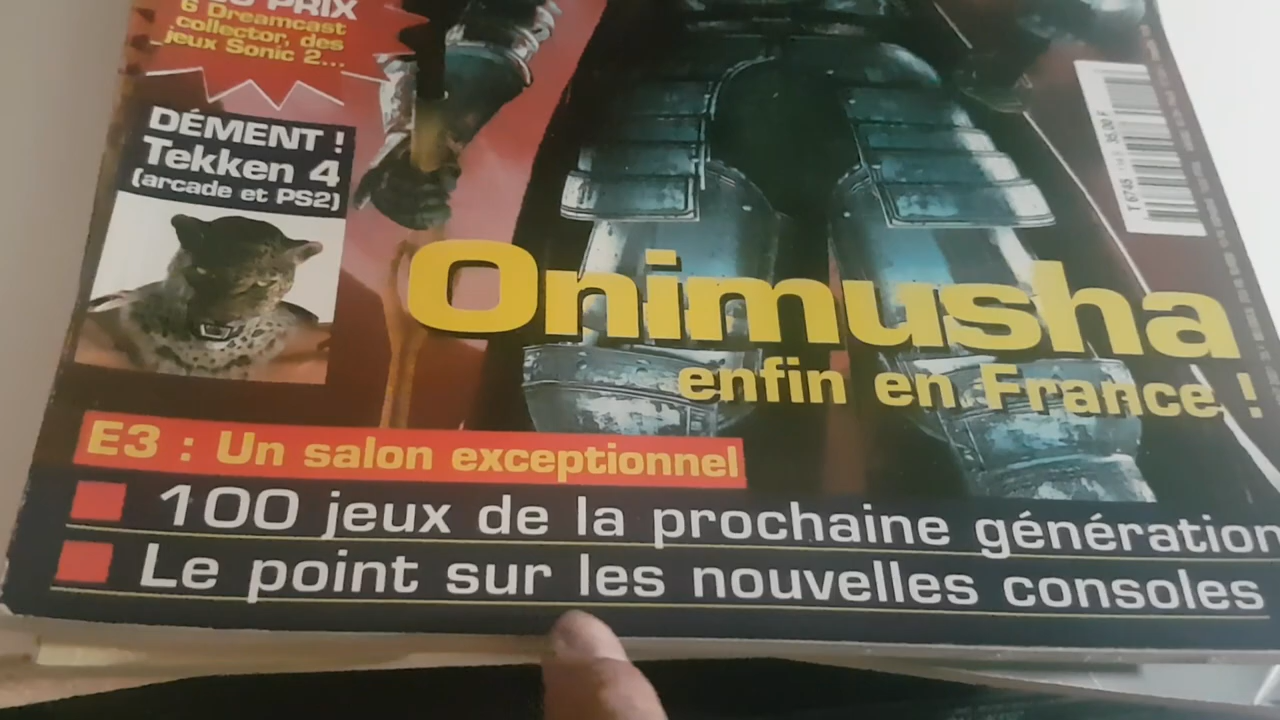 PRIX
6 Dreamcast
collector, des
jeux Sonic 2...
DÉMENT !
Tekken 4
(arcade et PS2)
Onimusha
enfin en France !
E3 : Un salon exceptionnel
100 jeux de la prochaine génération
Le point sur les nouvelles consoles